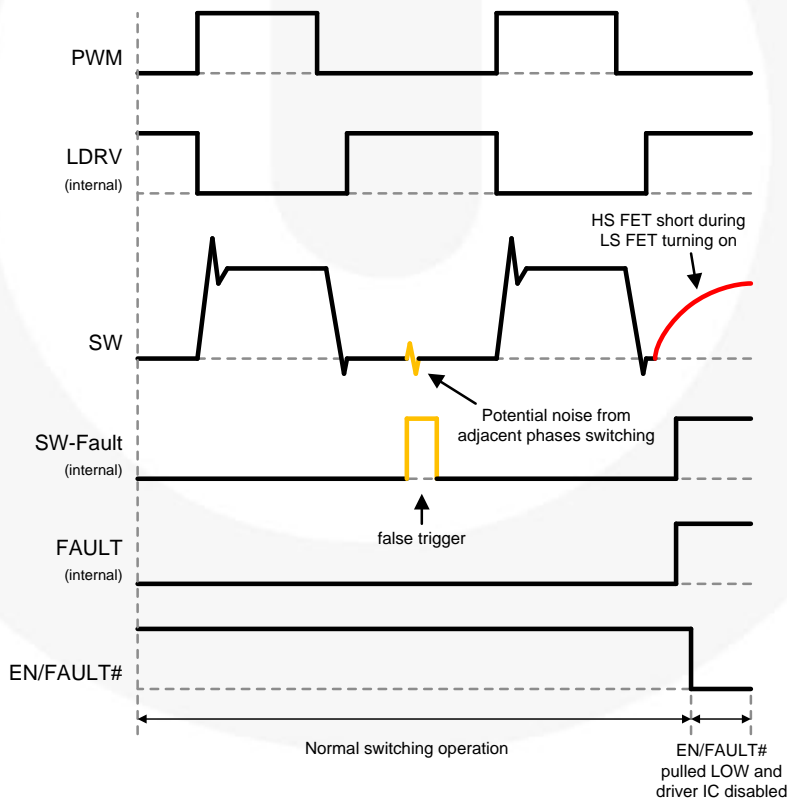 PWM
LDRV
(internal)
HS FET short during
LS FET turning on
SW
Potential noise from
adjacent phases switching
SW-Fault
(internal)
false trigger
FAULT
(internal)
EN/FAULT#
Normal switching operation
EN/FAULT#
pulled LOW and
driver IC disabled